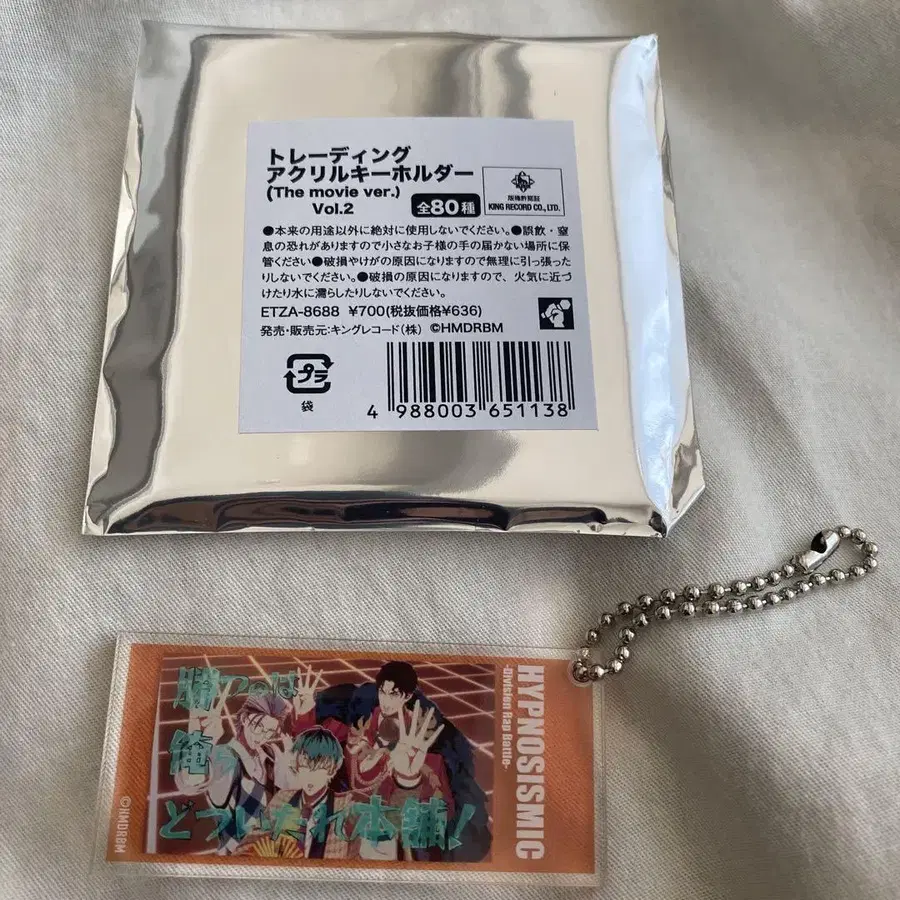 トレーディング
アクリルキーホルダー
(The movie ver.)
Vol.2
全80種
版権許諾証
KING RECORD CO., LTD.
●本来の用途以外に絶対に使用しないでください。●誤飲・窒
息の恐れがありますので小さなお子様の手の届かない場所に保
管ください●破損やけがの原因になりますので無理に引っ張った
りしないでください。●破損の原因になりますので、火気に近づ
けたり水に濡らしたりしないでください。
ETZA-8688 ¥700(税抜価格¥636)
発売・販売元:キングレコード(株) ©HMDRBM
プラ
袋
4 988003 651138
HYPNOSISMIC
-Division Rap Battle-
勝つのは
俺ら
どついたれ本舗!
©HMDRBM